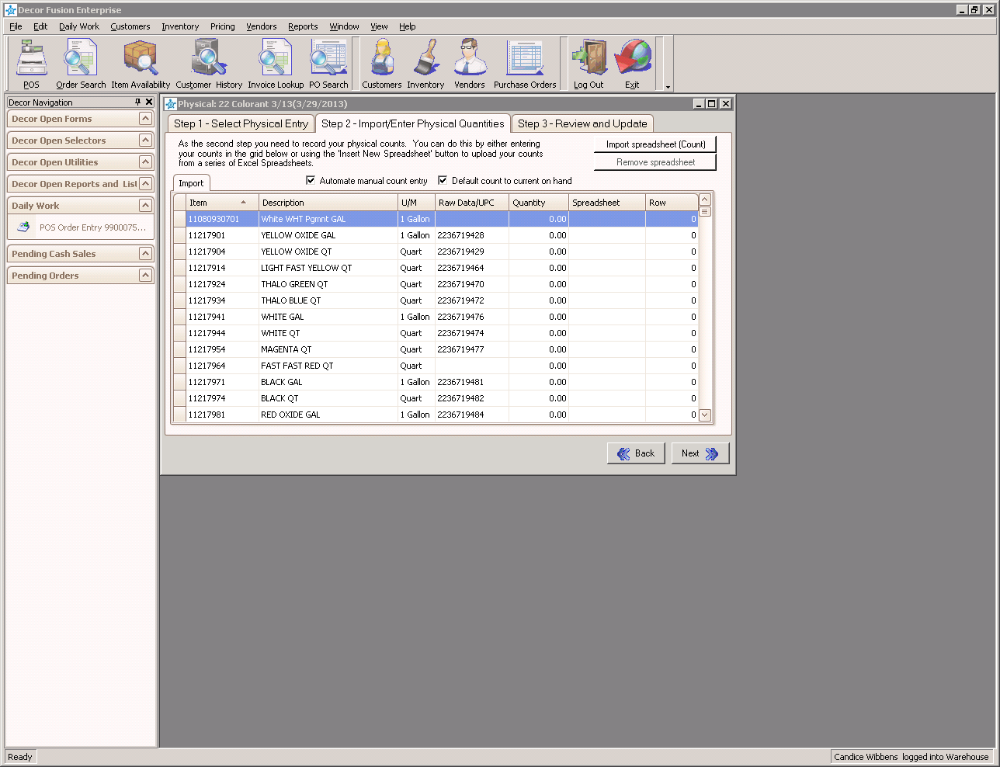 Decor Fusion Enterprise
File Edit Daily Work Customers Inventory Pricing Vendors Reports Window View Help
POS Order Search Item Availability Customer History Invoice Lookup PO Search Customers Inventory Vendors Purchase Orders Log Out Exit
Decor Navigation
Decor Open Forms
Decor Open Selectors
Decor Open Utilities
Decor Open Reports and List
Daily Work
POS Order Entry 9900075...
Pending Cash Sales
Pending Orders
Physical: 22 Colorant 3/13(3/29/2013)
Step 1 - Select Physical Entry Step 2 - Import/Enter Physical Quantities Step 3 - Review and Update
As the second step you need to record your physical counts. You can do this by either entering
your counts in the grid below or using the 'Insert New Spreadsheet' button to upload your counts
from a series of Excel Spreadsheets.
Import spreadsheet (Count)
Remove spreadsheet
Import
Automate manual count entry Default count to current on hand
Item Description U/M Raw Data/UPC Quantity Spreadsheet Row
11080930701 White WHT Pgmnt GAL 1 Gallon 0.00 0
11217901 YELLOW OXIDE GAL 1 Gallon 2236719428 0.00 0
11217904 YELLOW OXIDE QT Quart 2236719429 0.00 0
11217914 LIGHT FAST YELLOW QT Quart 2236719464 0.00 0
11217924 THALO GREEN QT Quart 2236719470 0.00 0
11217934 THALO BLUE QT Quart 2236719472 0.00 0
11217941 WHITE GAL 1 Gallon 2236719476 0.00 0
11217944 WHITE QT Quart 2236719474 0.00 0
11217954 MAGENTA QT Quart 2236719477 0.00 0
11217964 FAST FAST RED QT Quart 0.00 0
11217971 BLACK GAL 1 Gallon 2236719481 0.00 0
11217974 BLACK QT Quart 2236719482 0.00 0
11217981 RED OXIDE GAL 1 Gallon 2236719484 0.00 0
Back Next
Ready
Candice Wibbens logged into Warehouse